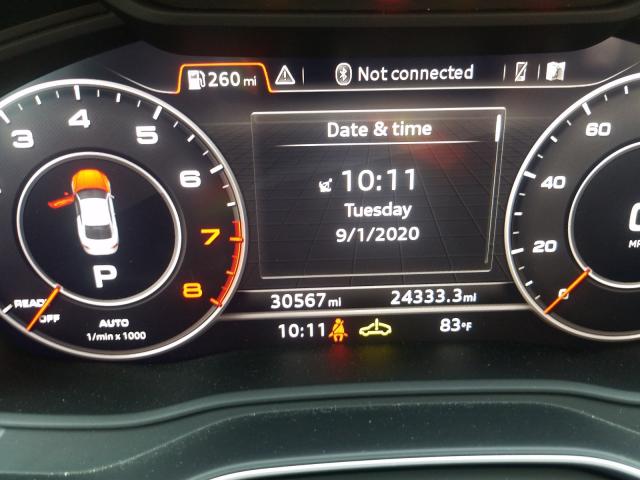 260 mi
Not connected
Date & time
10:11
Tuesday
9/1/2020
3
4
5
6
7
8
P
READY
OFF
AUTO
1/min x 1000
60
40
20
0
30567 mi
24333.3 mi
10:11
83°F